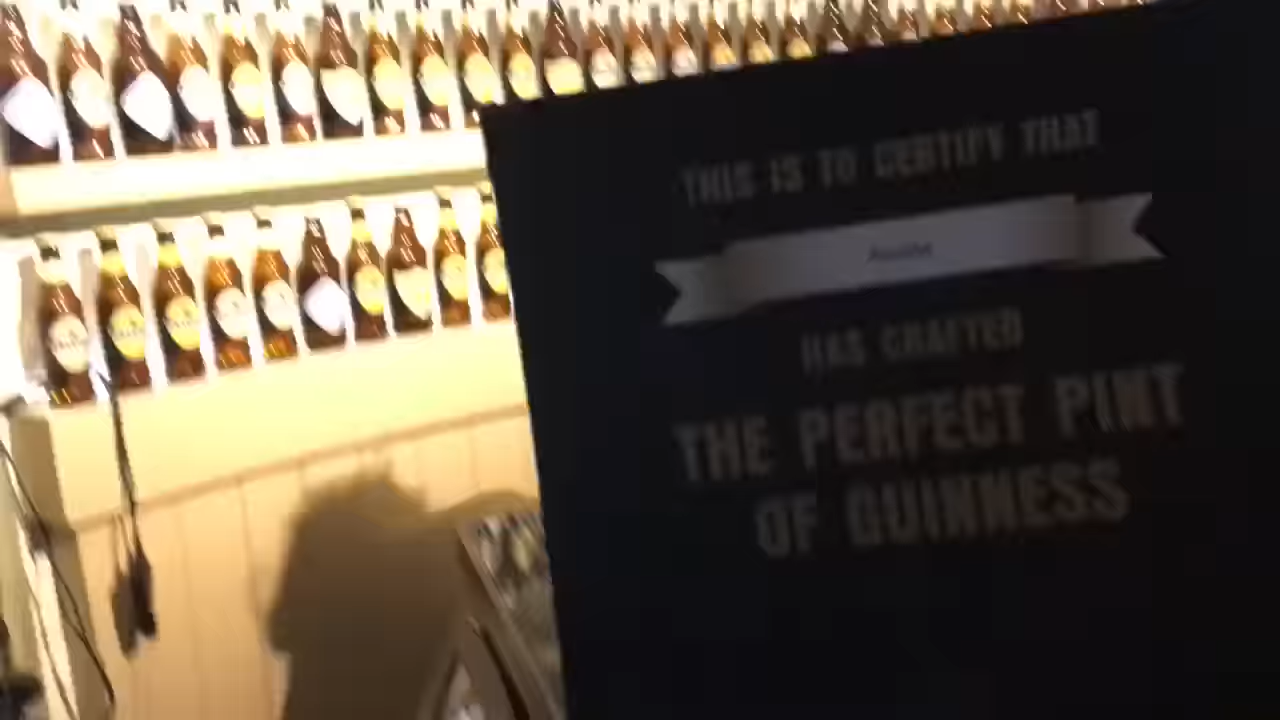 THIS IS TO CERTIFY THAT
HAS CRAFTED
THE PERFECT PINT
OF GUINNESS